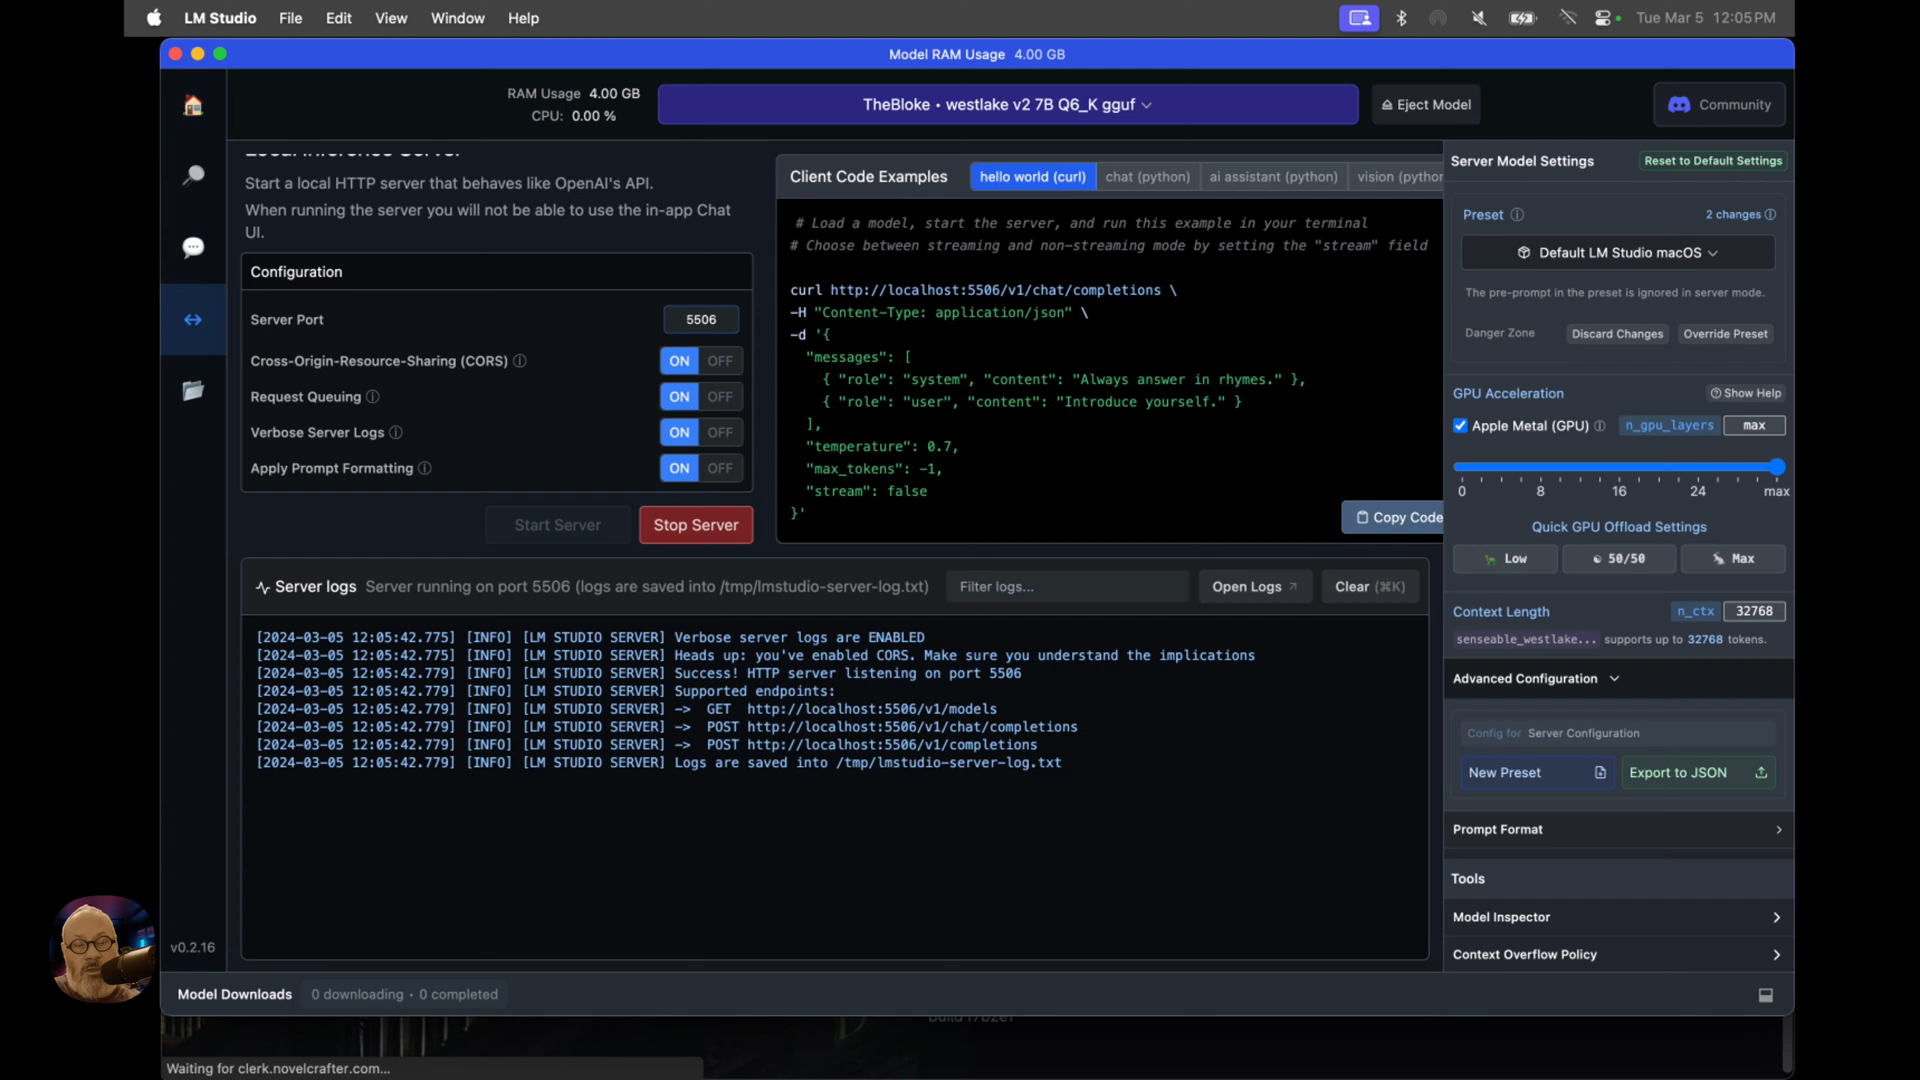 LM Studio File Edit View Window Help Tue Mar 5 12:05 PM
Model RAM Usage 4.00 GB
RAM Usage 4.00 GB
CPU: 0.00 %
TheBloke • westlake v2 7B Q6_K gguf
Eject Model
Community
Local Inference Server
Start a local HTTP server that behaves like OpenAI's API.
When running the server you will not be able to use the in-app Chat
UI.
Configuration
Server Port 5506
Cross-Origin-Resource-Sharing (CORS) ON OFF
Request Queuing ON OFF
Verbose Server Logs ON OFF
Apply Prompt Formatting ON OFF
Start Server Stop Server
Client Code Examples hello world (curl) chat (python) ai assistant (python) vision (python
# Load a model, start the server, and run this example in your terminal
# Choose between streaming and non-streaming mode by setting the "stream" field
curl http://localhost:5506/v1/chat/completions \
-H "Content-Type: application/json" \
-d '{
"messages": [
{ "role": "system", "content": "Always answer in rhymes." },
{ "role": "user", "content": "Introduce yourself." }
],
"temperature": 0.7,
"max_tokens": -1,
"stream": false
}'
Copy Code
Server logs Server running on port 5506 (logs are saved into /tmp/lmstudio-server-log.txt) Filter logs... Open Logs Clear (⌘K)
[2024-03-05 12:05:42.775] [INFO] [LM STUDIO SERVER] Verbose server logs are ENABLED
[2024-03-05 12:05:42.775] [INFO] [LM STUDIO SERVER] Heads up: you've enabled CORS. Make sure you understand the implications
[2024-03-05 12:05:42.779] [INFO] [LM STUDIO SERVER] Success! HTTP server listening on port 5506
[2024-03-05 12:05:42.779] [INFO] [LM STUDIO SERVER] Supported endpoints:
[2024-03-05 12:05:42.779] [INFO] [LM STUDIO SERVER] -> GET http://localhost:5506/v1/models
[2024-03-05 12:05:42.779] [INFO] [LM STUDIO SERVER] -> POST http://localhost:5506/v1/chat/completions
[2024-03-05 12:05:42.779] [INFO] [LM STUDIO SERVER] -> POST http://localhost:5506/v1/completions
[2024-03-05 12:05:42.779] [INFO] [LM STUDIO SERVER] Logs are saved into /tmp/lmstudio-server-log.txt
Server Model Settings Reset to Default Settings
Preset 2 changes
Default LM Studio macOS
The pre-prompt in the preset is ignored in server mode.
Danger Zone Discard Changes Override Preset
GPU Acceleration Show Help
Apple Metal (GPU) n_gpu_layers max
0 8 16 24 max
Quick GPU Offload Settings
Low 50/50 Max
Context Length n_ctx 32768
senseable_westlake... supports up to 32768 tokens.
Advanced Configuration
Config for Server Configuration
New Preset Export to JSON
Prompt Format
Tools
Model Inspector
Context Overflow Policy
v0.2.16
Model Downloads 0 downloading • 0 completed
Waiting for clerk.novelcrafter.com...